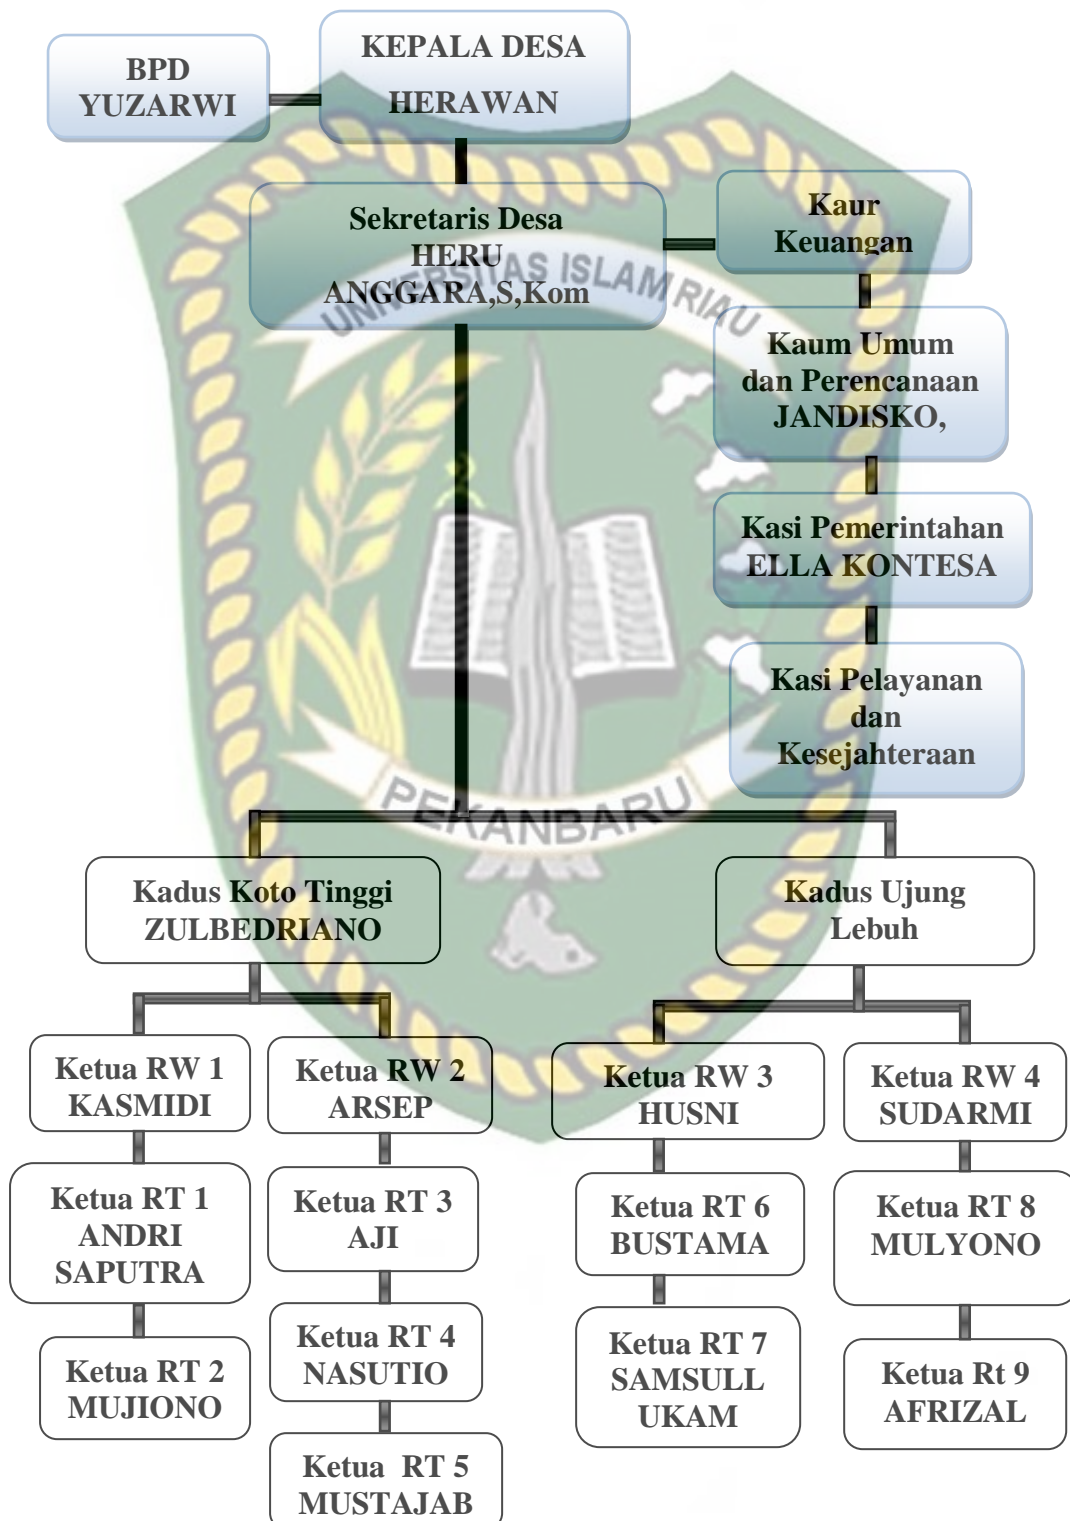 BPD
YUZARWI
KEPALA DESA
HERAWAN
Sekretaris Desa
HERU
ANGGARA,S,Kom
Kaur
Keuangan
UNIVERSITAS ISLAM RIAU
Kaum Umum
dan Perencanaan
JANDISKO,
Kasi Pemerintahan
ELLA KONTESA
Kasi Pelayanan
dan
Kesejahteraan
PEKANBARU
Kadus Koto Tinggi
ZULBEDRIANO
Kadus Ujung
Lebuh
Ketua RW 1
KASMIDI
Ketua RW 2
ARSEP
Ketua RW 3
HUSNI
Ketua RW 4
SUDARMI
Ketua RT 1
ANDRI
SAPUTRA
Ketua RT 3
AJI
Ketua RT 6
BUSTAMA
Ketua RT 8
MULYONO
Ketua RT 2
MUJIONO
Ketua RT 4
NASUTIO
Ketua RT 7
SAMSULL
UKAM
Ketua Rt 9
AFRIZAL
Ketua  RT 5
MUSTAJAB